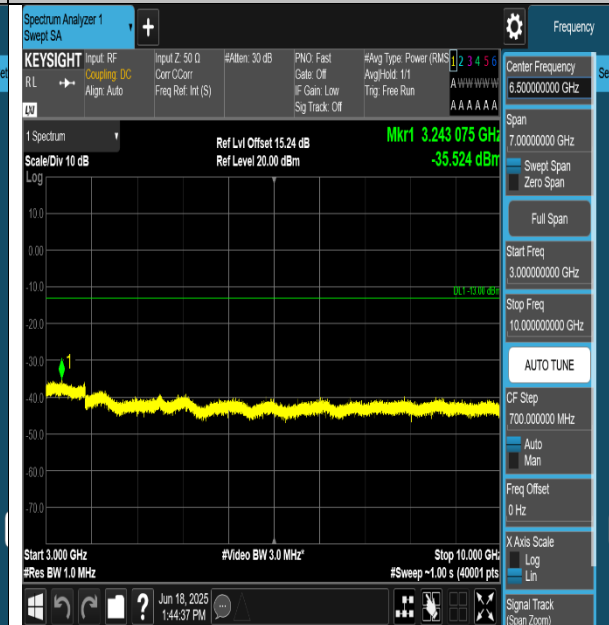 Spectrum Analyzer 1
Swept SA
Frequency
KEYSIGHT
RL
Input: RF
Coupling: DC
Align: Auto
Input Z: 50 Ω
Corr CCorr
Freq Ref: Int (S)
#Atten: 30 dB
PNO: Fast
Gate: Off
IF Gain: Low
Sig Track: Off
#Avg Type: Power (RMS
Avg|Hold: 1/1
Trig: Free Run
1 2 3 4 5 6
A W W W W W
A A A A A A
1 Spectrum
Scale/Div 10 dB
Log
Ref Lvl Offset 15.24 dB
Ref Level 20.00 dBm
Mkr1 3.243 075 GHz
-35.524 dBm
10.0
0.00
-10.0
-20.0
-30.0
-40.0
-50.0
-60.0
-70.0
DL1 -13.00 dBm
1
Start 3.000 GHz
#Res BW 1.0 MHz
#Video BW 3.0 MHz*
Stop 10.000 GHz
#Sweep ~1.00 s (40001 pts
Jun 18, 2025
1:44:37 PM
Center Frequency
6.500000000 GHz
Span
7.00000000 GHz
Swept Span
Zero Span
Full Span
Start Freq
3.000000000 GHz
Stop Freq
10.000000000 GHz
AUTO TUNE
CF Step
700.000000 MHz
Auto
Man
Freq Offset
0 Hz
X Axis Scale
Log
Lin
Signal Track
(Span Zoom)